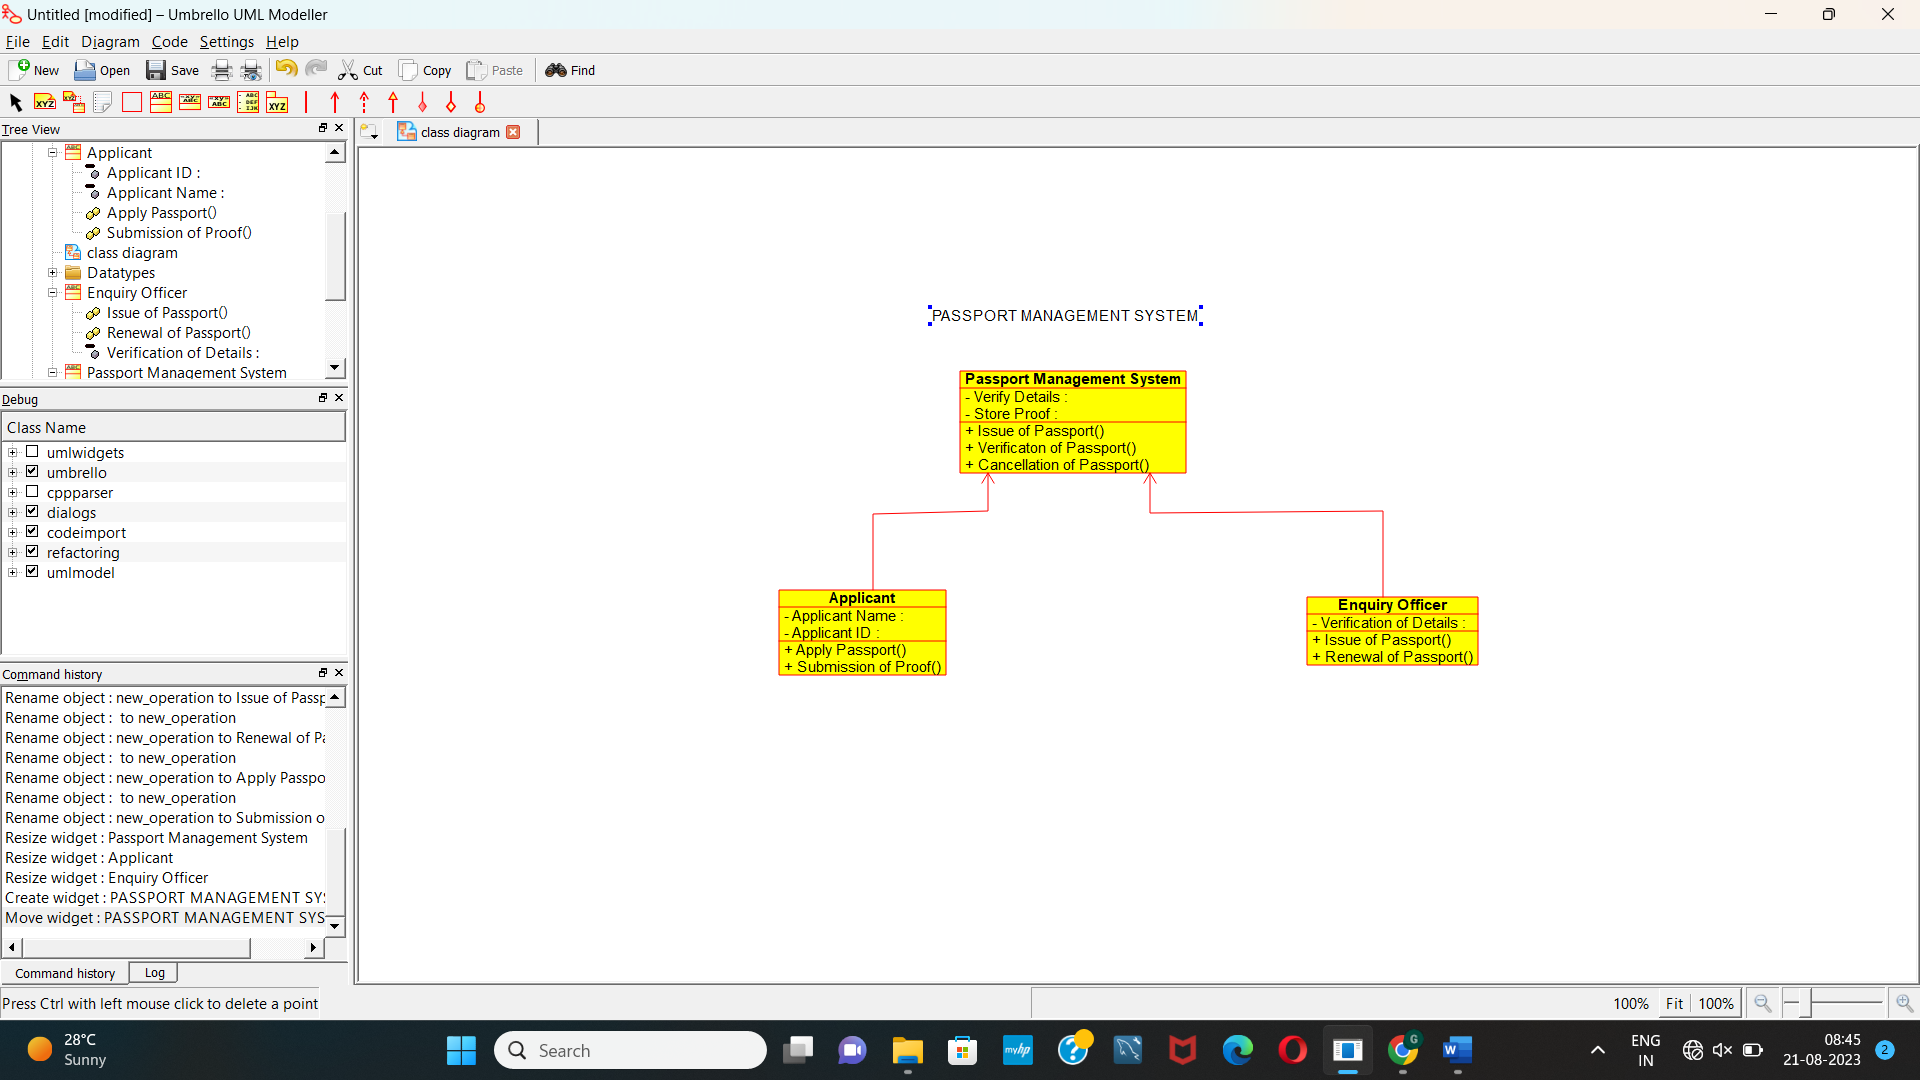 Untitled [modified] – Umbrello UML Modeller
File Edit Diagram Code Settings Help
New Open Save Cut Copy Paste Find
Tree View
class diagram
Applicant
Applicant ID :
Applicant Name :
Apply Passport()
Submission of Proof()
class diagram
Datatypes
Enquiry Officer
Issue of Passport()
Renewal of Passport()
Verification of Details :
Passport Management System
Debug
Class Name
umlwidgets
umbrello
cppparser
dialogs
codeimport
refactoring
umlmodel
Command history
Rename object : new_operation to Issue of Passp
Rename object :  to new_operation
Rename object : new_operation to Renewal of Pa
Rename object :  to new_operation
Rename object : new_operation to Apply Passpo
Rename object :  to new_operation
Rename object : new_operation to Submission o
Resize widget : Passport Management System
Resize widget : Applicant
Resize widget : Enquiry Officer
Create widget : PASSPORT MANAGEMENT SYS
Move widget : PASSPORT MANAGEMENT SYS
Command history Log
PASSPORT MANAGEMENT SYSTEM
Passport Management System
- Verify Details :
- Store Proof :
+ Issue of Passport()
+ Verificaton of Passport()
+ Cancellation of Passport()
Applicant
- Applicant Name :
- Applicant ID :
+ Apply Passport()
+ Submission of Proof()
Enquiry Officer
- Verification of Details :
+ Issue of Passport()
+ Renewal of Passport()
Press Ctrl with left mouse click to delete a point
100% Fit 100%
28°C
Sunny
Search
myhp
ENG
IN
08:45
21-08-2023
2